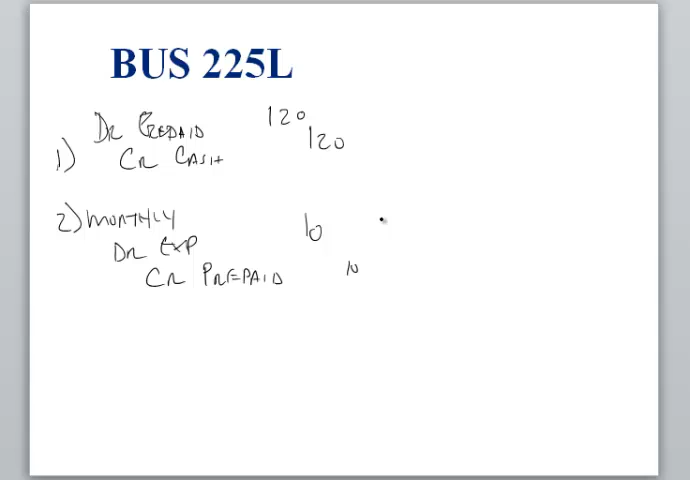 BUS 225L
Dr Prepaid 120
1) Cr Cash 120
2) Monthly
Dr Exp 10
Cr Prepaid 10